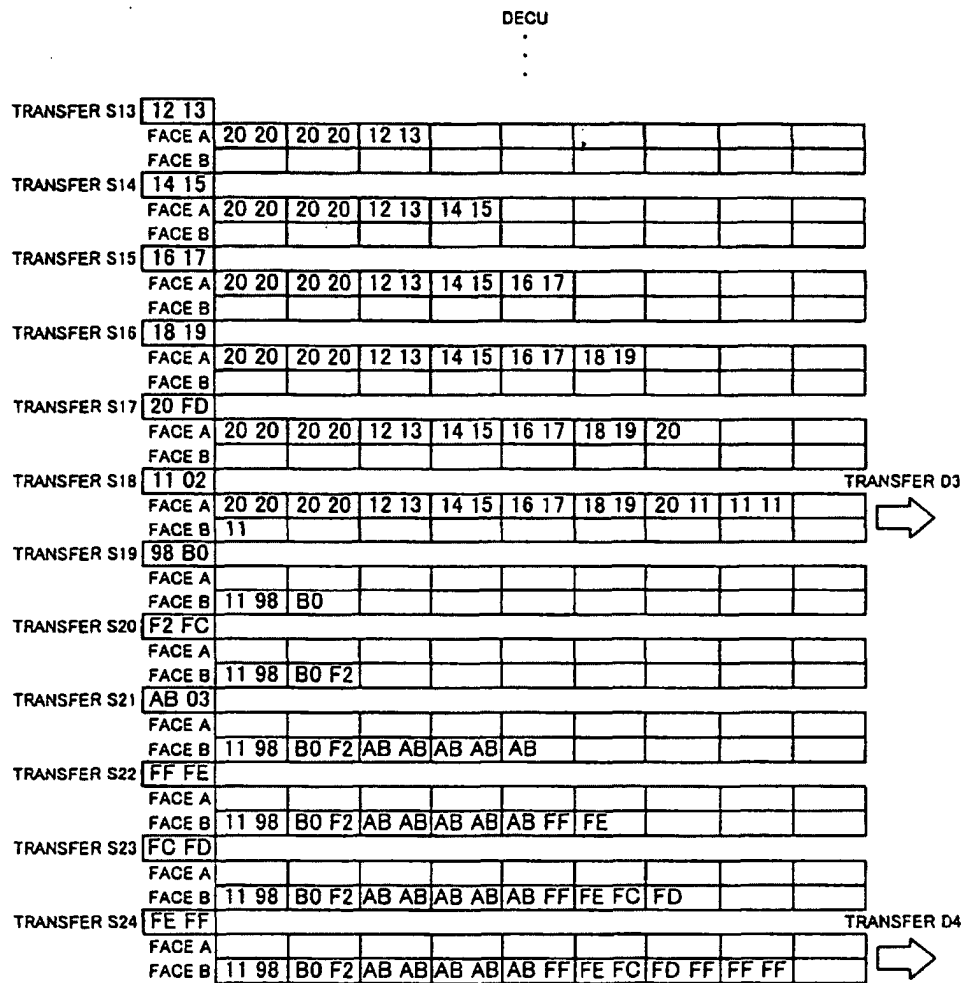 DECU
TRANSFER S13 12 13
FACE A 20 20 20 20 12 13
FACE B
TRANSFER S14 14 15
FACE A 20 20 20 20 12 13 14 15
FACE B
TRANSFER S15 16 17
FACE A 20 20 20 20 12 13 14 15 16 17
FACE B
TRANSFER S16 18 19
FACE A 20 20 20 20 12 13 14 15 16 17 18 19
FACE B
TRANSFER S17 20 FD
FACE A 20 20 20 20 12 13 14 15 16 17 18 19 20
FACE B
TRANSFER S18 11 02 TRANSFER D3
FACE A 20 20 20 20 12 13 14 15 16 17 18 19 20 11 11 11
FACE B 11
TRANSFER S19 98 B0
FACE A
FACE B 11 98 B0
TRANSFER S20 F2 FC
FACE A
FACE B 11 98 B0 F2
TRANSFER S21 AB 03
FACE A
FACE B 11 98 B0 F2 AB AB AB AB AB
TRANSFER S22 FF FE
FACE A
FACE B 11 98 B0 F2 AB AB AB AB AB FF FE
TRANSFER S23 FC FD
FACE A
FACE B 11 98 B0 F2 AB AB AB AB AB FF FE FC FD
TRANSFER S24 FE FF TRANSFER D4
FACE A
FACE B 11 98 B0 F2 AB AB AB AB AB FF FE FC FD FF FF FF